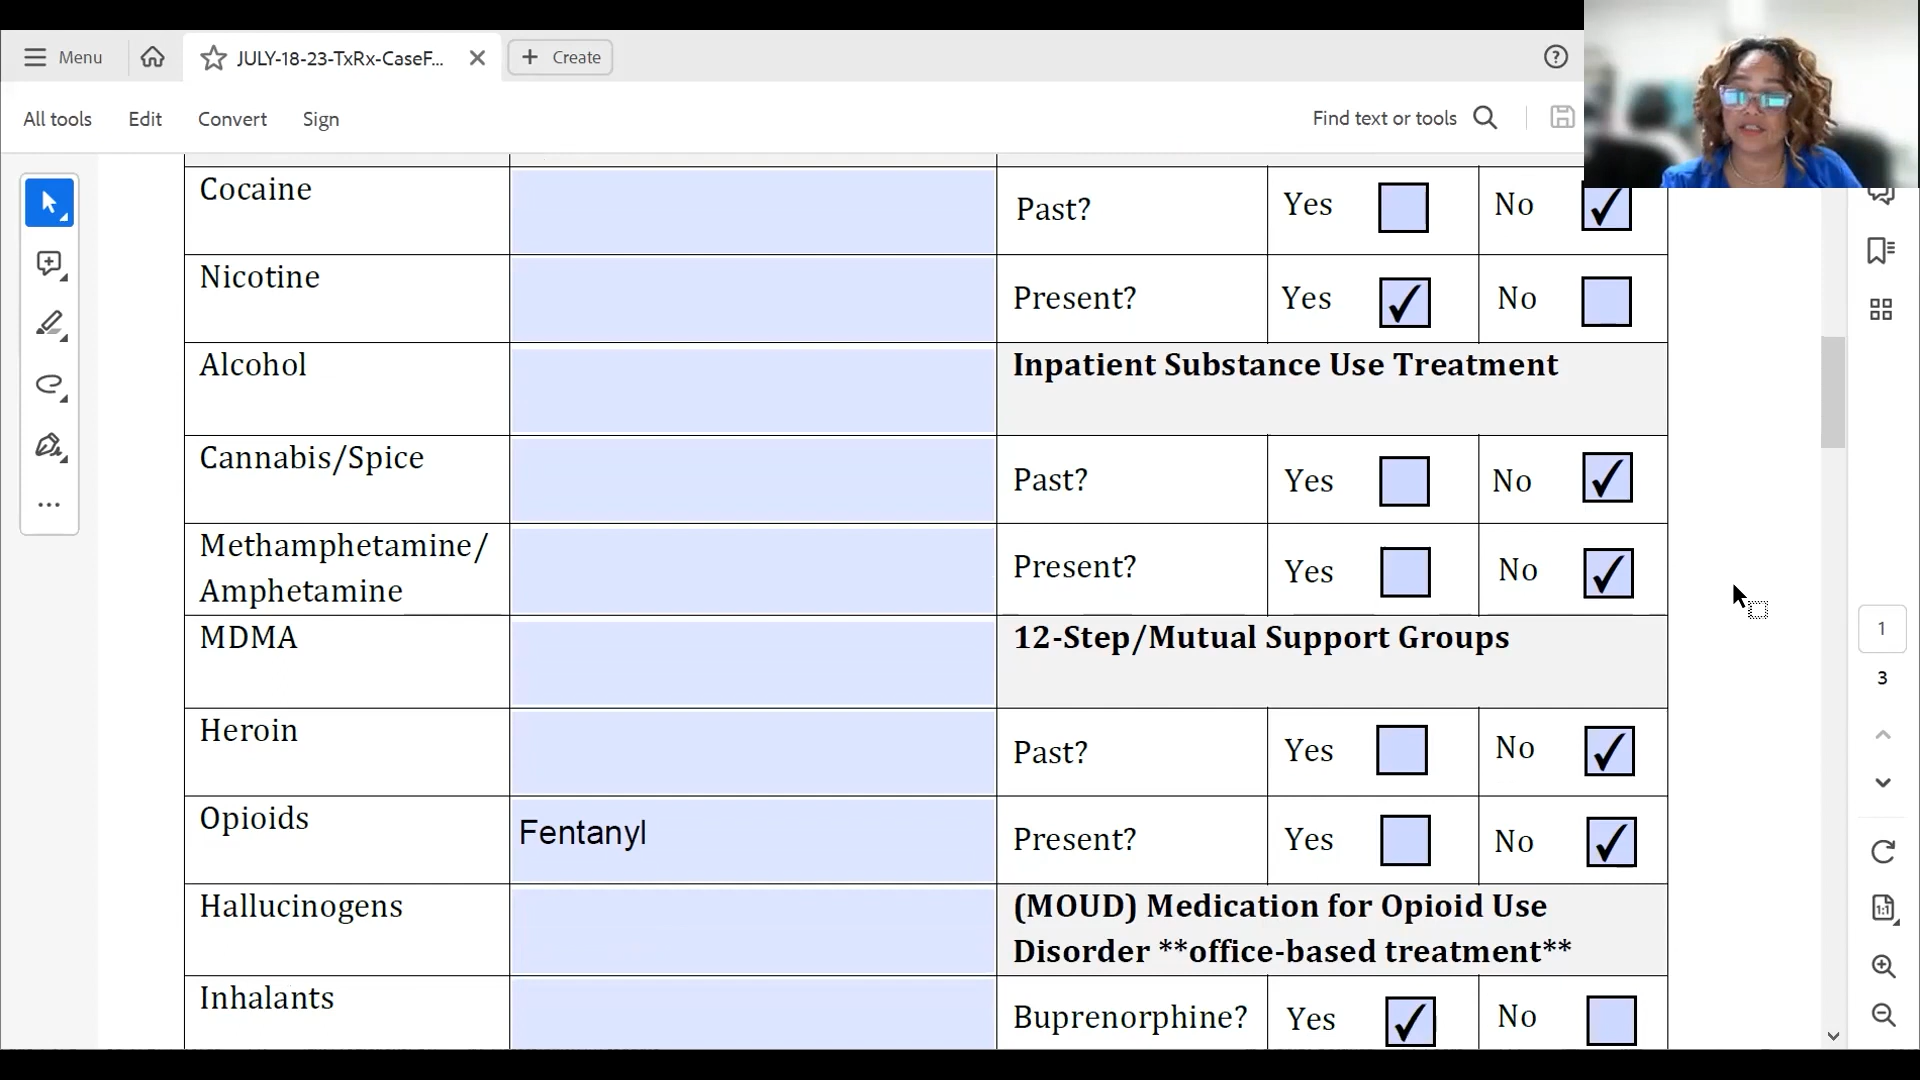 Menu
JULY-18-23-TxRx-CaseF...
Create
All tools
Edit
Convert
Sign
Find text or tools
Cocaine
Past? Yes No
Nicotine
Present? Yes No
Alcohol
Inpatient Substance Use Treatment
Cannabis/Spice
Past? Yes No
Methamphetamine/
Amphetamine
Present? Yes No
MDMA
12-Step/Mutual Support Groups
Heroin
Past? Yes No
Opioids
Fentanyl
Present? Yes No
Hallucinogens
(MOUD) Medication for Opioid Use
Disorder **office-based treatment**
Inhalants
Buprenorphine? Yes No
1
3
1:1